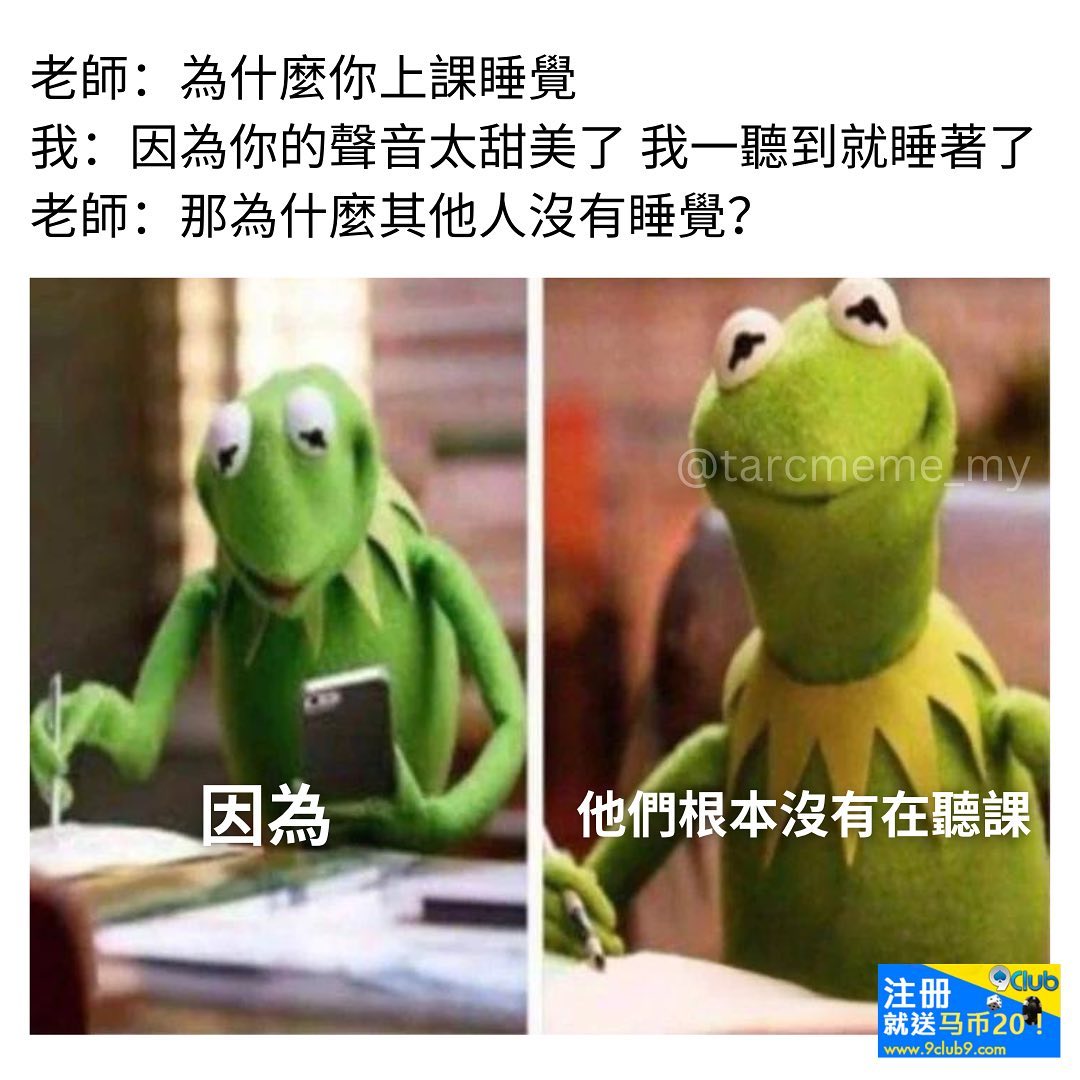 老師：為什麼你上課睡覺
我：因為你的聲音太甜美了 我一聽到就睡著了
老師：那為什麼其他人沒有睡覺？
@tarcmeme_my
因為
他們根本沒有在聽課
9Club
注册
就送马币20！
www.9club9.com